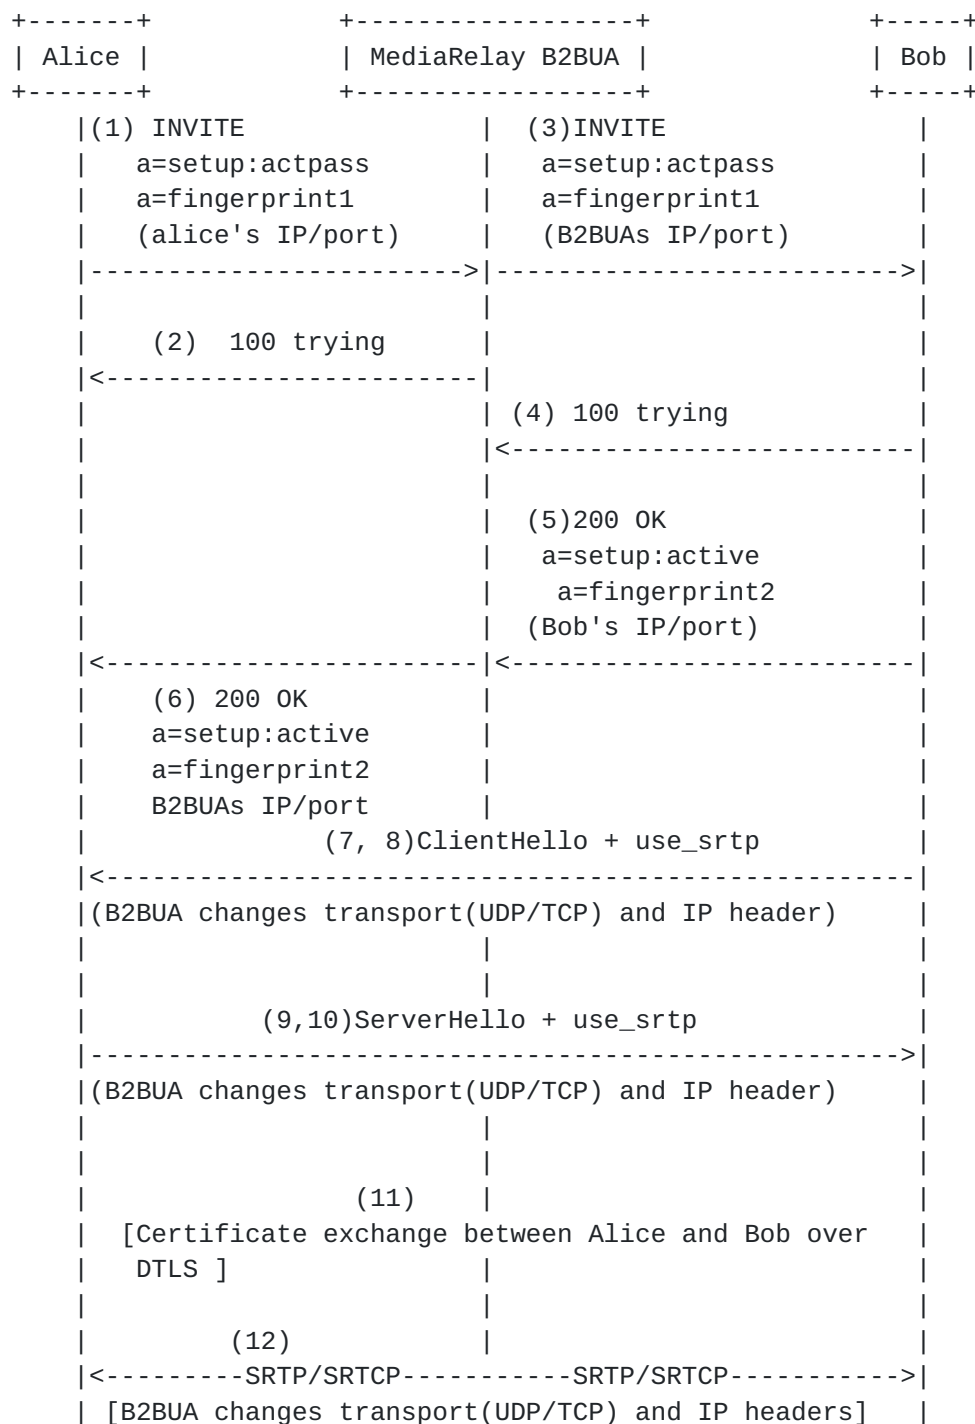 +-------+            +------------------+              +-----+
| Alice |            | MediaRelay B2BUA |              | Bob |
+-------+            +------------------+              +-----+
    |(1) INVITE               |  (3)INVITE                |
    |   a=setup:actpass       |   a=setup:actpass         |
    |   a=fingerprint1        |   a=fingerprint1          |
    |   (alice's IP/port)     |   (B2BUAs IP/port)        |
    |------------------------>|-------------------------->|
    |                         |                           |
    |    (2)  100 trying      |                           |
    |<------------------------|                           |
    |                         | (4) 100 trying            |
    |                         |<--------------------------|
    |                         |                           |
    |                         |  (5)200 OK                |
    |                         |   a=setup:active          |
    |                         |    a=fingerprint2         |
    |                         |  (Bob's IP/port)          |
    |<------------------------|<--------------------------|
    |    (6) 200 OK           |                           |
    |    a=setup:active       |                           |
    |    a=fingerprint2       |                           |
    |    B2BUAs IP/port       |                           |
    |               (7, 8)ClientHello + use_srtp          |
    |<----------------------------------------------------|
    |(B2BUA changes transport(UDP/TCP) and IP header)     |
    |                         |                           |
    |                         |                           |
    |           (9,10)ServerHello + use_srtp              |
    |---------------------------------------------------->|
    |(B2BUA changes transport(UDP/TCP) and IP header)     |
    |                         |                           |
    |                         |                           |
    |                 (11)    |                           |
    |  [Certificate exchange between Alice and Bob over   |
    |   DTLS ]                |                           |
    |                         |                           |
    |         (12)            |                           |
    |<---------SRTP/SRTCP-----------SRTP/SRTCP----------->|
    | [B2BUA changes transport(UDP/TCP) and IP headers]   |